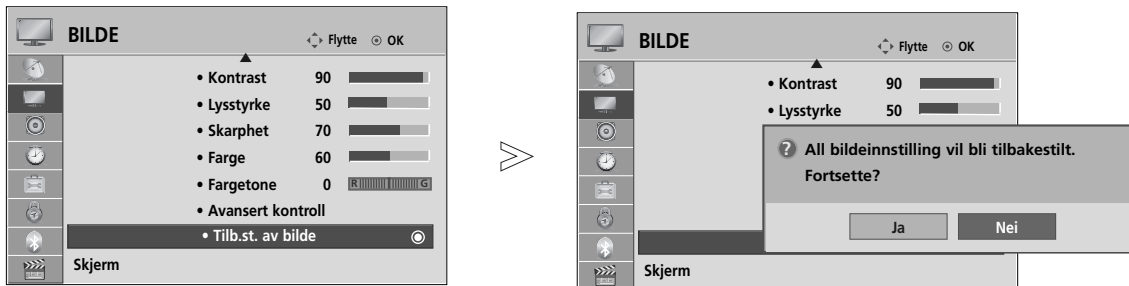 BILDE
Flytte OK
• Kontrast 90
• Lysstyrke 50
• Skarphet 70
• Farge 60
• Fargetone 0 R G
• Avansert kontroll
• Tilb.st. av bilde
Skjerm
BILDE
Flytte OK
• Kontrast 90
• Lysstyrke 50
? All bildeinnstilling vil bli tilbakestilt.
Fortsette?
Ja Nei
Skjerm